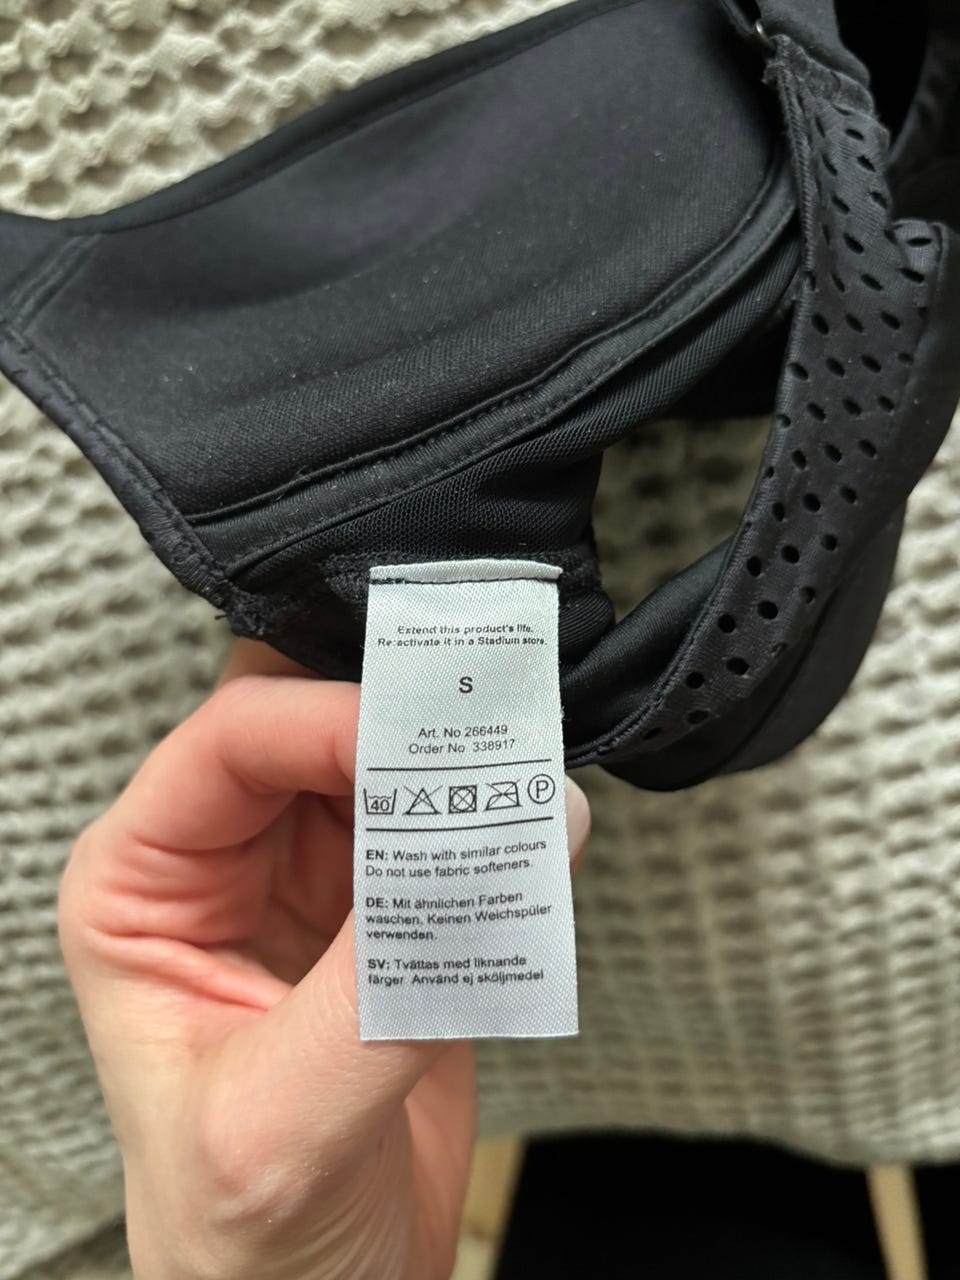 Extend this product's life.
Re-activate it in a Stadium store.
S
Art. No 266449
Order No 338917
40 P
EN: Wash with similar colours
Do not use fabric softeners.
DE: Mit ähnlichen Farben
waschen. Keinen Weichspüler
verwenden.
SV: Tvättas med liknande
färger Använd ej sköljmedel